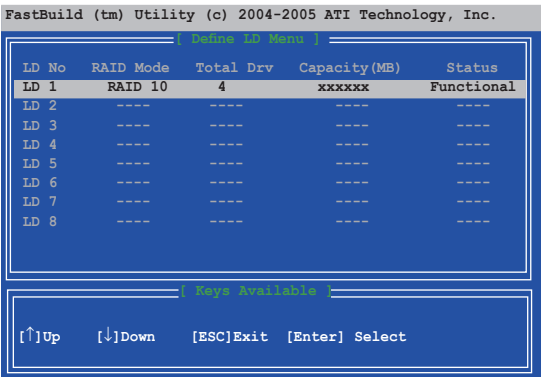 FastBuild (tm) Utility (c) 2004-2005 ATI Technology, Inc.
[ Define LD Menu ]
LD No RAID Mode Total Drv Capacity(MB) Status
LD 1 RAID 10 4 xxxxxx Functional
LD 2 ---- ---- ---- ----
LD 3 ---- ---- ---- ----
LD 4 ---- ---- ---- ----
LD 5 ---- ---- ---- ----
LD 6 ---- ---- ---- ----
LD 7 ---- ---- ---- ----
LD 8 ---- ---- ---- ----
[ Keys Available ]
[↑]Up [↓]Down [ESC]Exit [Enter] Select